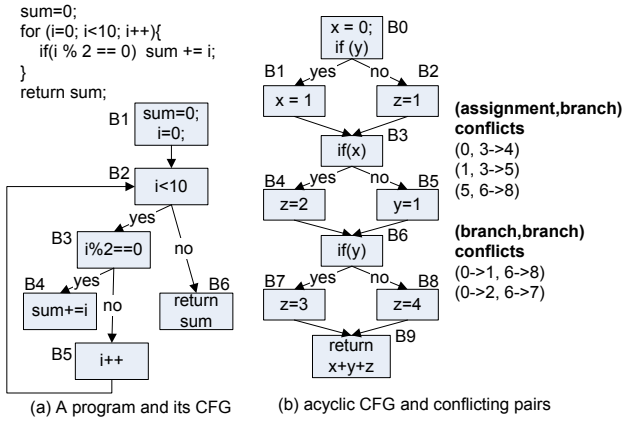 sum=0;
for (i=0; i<10; i++){
if(i % 2 == 0) sum += i;
}
return sum;
B1
sum=0;
i=0;
B2
i<10
yes
no
B3
i%2==0
B4
yes
no
sum+=i
B6
return
sum
B5
i++
(a) A program and its CFG
x = 0;
if (y)
B0
B1
yes
no
B2
x = 1
z=1
B3
if(x)
B4
yes
no
B5
z=2
y=1
B6
if(y)
B7
yes
no
B8
z=3
z=4
B9
return
x+y+z
(assignment,branch)
conflicts
(0, 3->4)
(1, 3->5)
(5, 6->8)
(branch,branch)
conflicts
(0->1, 6->8)
(0->2, 6->7)
(b) acyclic CFG and conflicting pairs